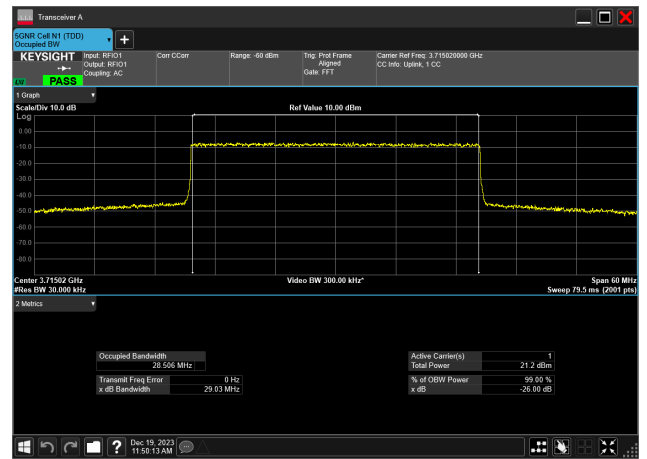 Transceiver A
5GNR Cell N1 (TDD)
Occupied BW
KEYSIGHT
LW
PASS
Input: RFIO1
Output: RFIO1
Coupling: AC
Corr CCorr
Range: -60 dBm
Trig: Prot Frame
Aligned
Gate: FFT
Carrier Ref Freq: 3.715020000 GHz
CC Info: Uplink, 1 CC
1 Graph
Scale/Div 10.0 dB
Ref Value 10.00 dBm
Log
0.00
-10.0
-20.0
-30.0
-40.0
-50.0
-60.0
-70.0
-80.0
Center 3.71502 GHz
Video BW 300.00 kHz*
Span 60 MHz
#Res BW 30.000 kHz
Sweep 79.5 ms (2001 pts)
2 Metrics
Occupied Bandwidth
28.506 MHz
Transmit Freq Error 0 Hz
x dB Bandwidth 29.03 MHz
Active Carrier(s) 1
Total Power 21.2 dBm
% of OBW Power 99.00 %
x dB -26.00 dB
?
Dec 19, 2023
11:50:13 AM